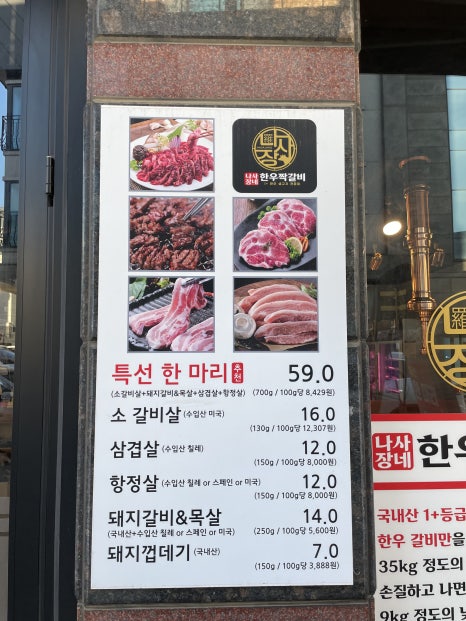 나사
장
나사
장네
한우짝갈비
특선 한 마리 추천 59.0
(소갈비살+돼지갈비&목살+삼겹살+항정살) (700g / 100g당 8,429원)
소 갈비살 (수입산 미국) 16.0
(130g / 100g당 12,307원)
삼겹살 (수입산 칠레) 12.0
(150g / 100g당 8,000원)
항정살 (수입산 칠레 or 스페인 or 미국) 12.0
(150g / 100g당 8,000원)
돼지갈비&목살 14.0
(국내산+수입산 칠레 or 스페인 or 미국) (250g / 100g당 5,600원)
돼지껍데기 (국내산) 7.0
(150g / 100g당 3,888원)
羅
장
나사
장네
한우
국내산 1+등급
한우 갈비만을
35kg 정도의
손질하고 나면
9kg 정도의